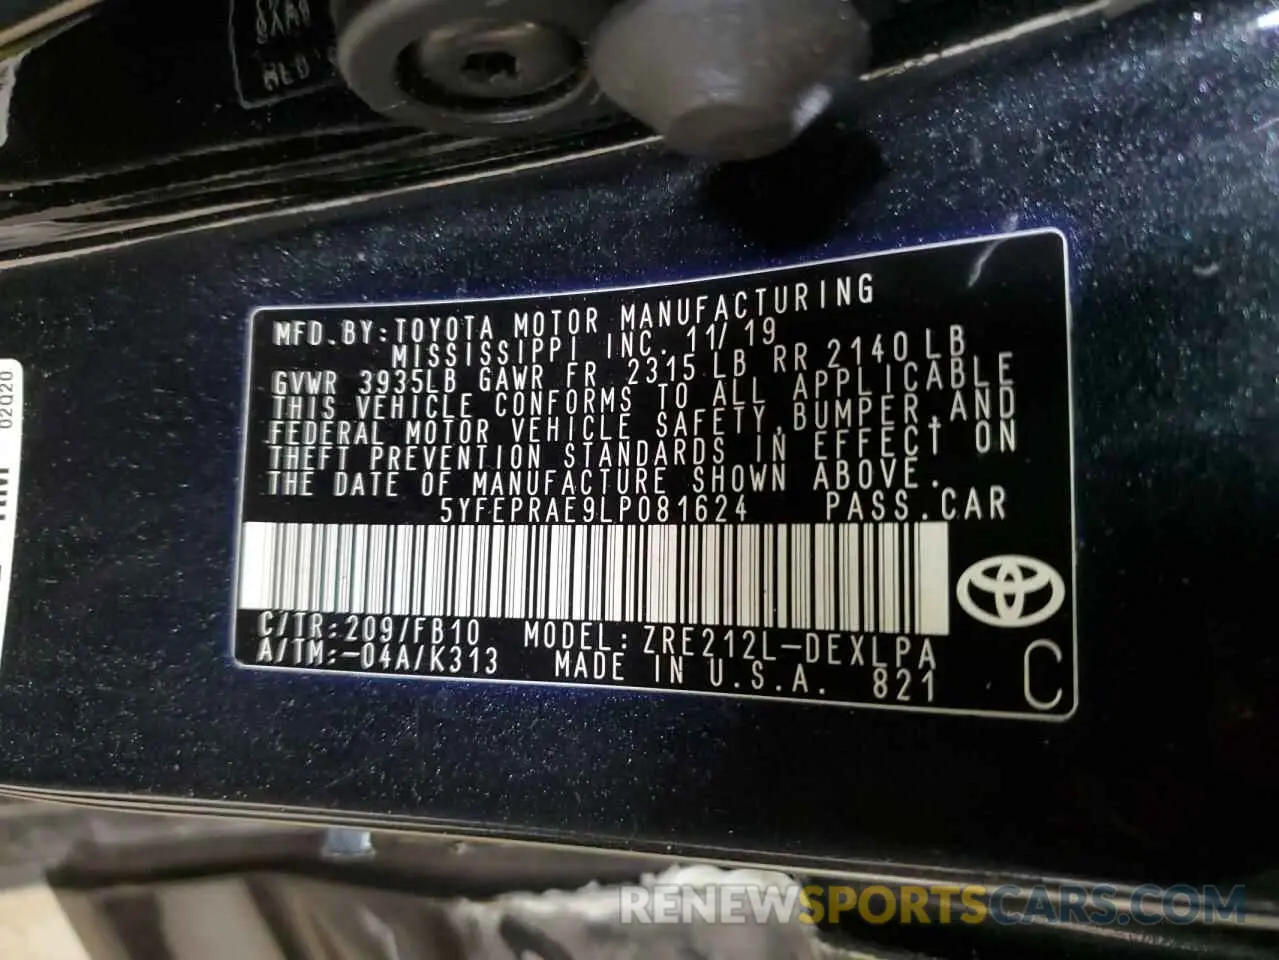 MFD.BY:TOYOTA MOTOR MANUFACTURING
MISSISSIPPI INC. 11/19
GVWR 3935LB GAWR FR 2315 LB RR 2140 LB
THIS VEHICLE CONFORMS TO ALL APPLICABLE
FEDERAL MOTOR VEHICLE SAFETY,BUMPER,AND
THEFT PREVENTION STANDARDS IN EFFECT ON
THE DATE OF MANUFACTURE SHOWN ABOVE.
5YFEPRAE9LP081624 PASS.CAR
C/TR:209/FB10 MODEL:ZRE212L-DEXLPA
A/TM:-04A/K313 MADE IN U.S.A. 821
C
02020
RENEWSPORTSCARS.COM